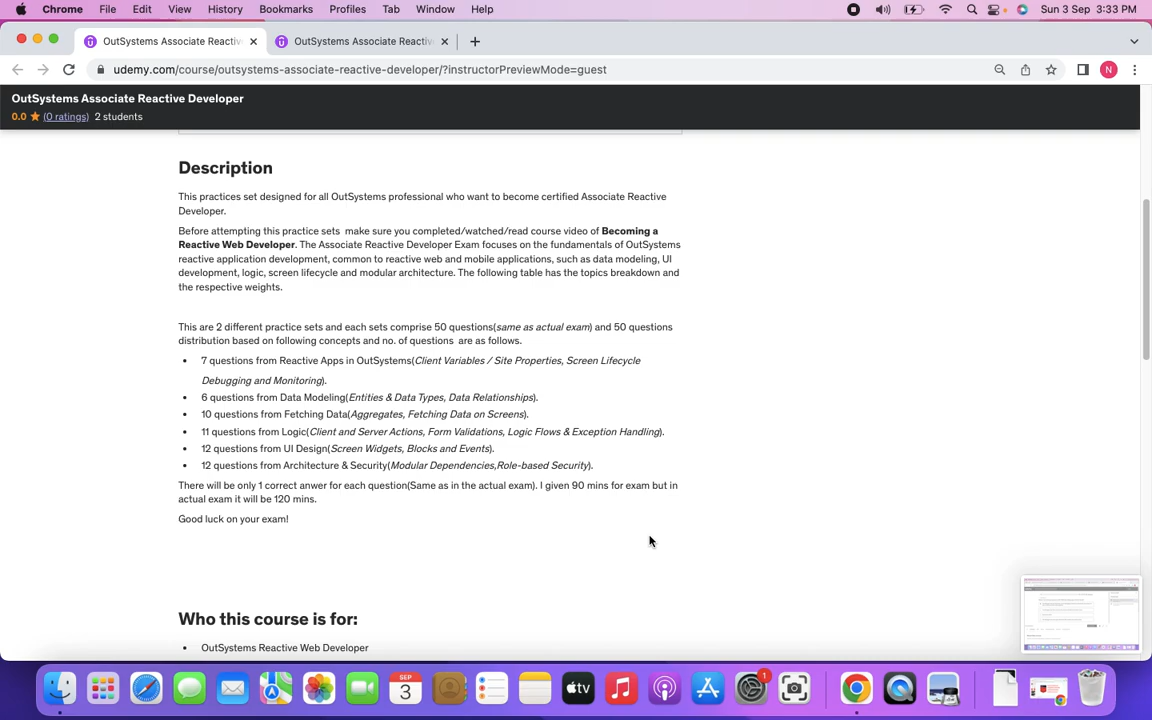 Chrome File Edit View History Bookmarks Profiles Tab Window Help Sun 3 Sep 3:33 PM
OutSystems Associate Reactiv OutSystems Associate Reactiv
udemy.com/course/outsystems-associate-reactive-developer/?instructorPreviewMode=guest N
OutSystems Associate Reactive Developer
0.0 ★ (0 ratings) 2 students
Description
This practices set designed for all OutSystems professional who want to become certified Associate Reactive
Developer.
Before attempting this practice sets make sure you completed/watched/read course video of Becoming a
Reactive Web Developer. The Associate Reactive Developer Exam focuses on the fundamentals of OutSystems
reactive application development, common to reactive web and mobile applications, such as data modeling, UI
development, logic, screen lifecycle and modular architecture. The following table has the topics breakdown and
the respective weights.
This are 2 different practice sets and each sets comprise 50 questions(same as actual exam) and 50 questions
distribution based on following concepts and no. of questions are as follows.
• 7 questions from Reactive Apps in OutSystems(Client Variables / Site Properties, Screen Lifecycle
Debugging and Monitoring).
• 6 questions from Data Modeling(Entities & Data Types, Data Relationships).
• 10 questions from Fetching Data(Aggregates, Fetching Data on Screens).
• 11 questions from Logic(Client and Server Actions, Form Validations, Logic Flows & Exception Handling).
• 12 questions from UI Design(Screen Widgets, Blocks and Events).
• 12 questions from Architecture & Security(Modular Dependencies,Role-based Security).
There will be only 1 correct anwer for each question(Same as in the actual exam). I given 90 mins for exam but in
actual exam it will be 120 mins.
Good luck on your exam!
Who this course is for:
• OutSystems Reactive Web Developer
SEP
3
tv
1